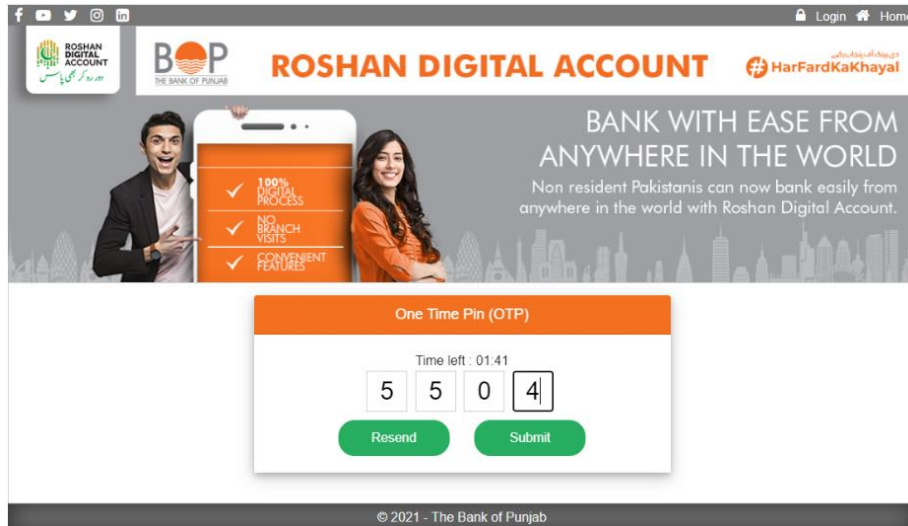 Login Home
ROSHAN
DIGITAL
ACCOUNT
BOP
THE BANK OF PUNJAB
ROSHAN DIGITAL ACCOUNT
#HarFardKaKhayal
BANK WITH EASE FROM
ANYWHERE IN THE WORLD
Non resident Pakistanis can now bank easily from
anywhere in the world with Roshan Digital Account.
100%
DIGITAL
PROCESS
NO
BRANCH
VISITS
CONVENIENT
FEATURES
One Time Pin (OTP)
Time left : 01:41
5 5 0 4
Resend Submit
© 2021 - The Bank of Punjab